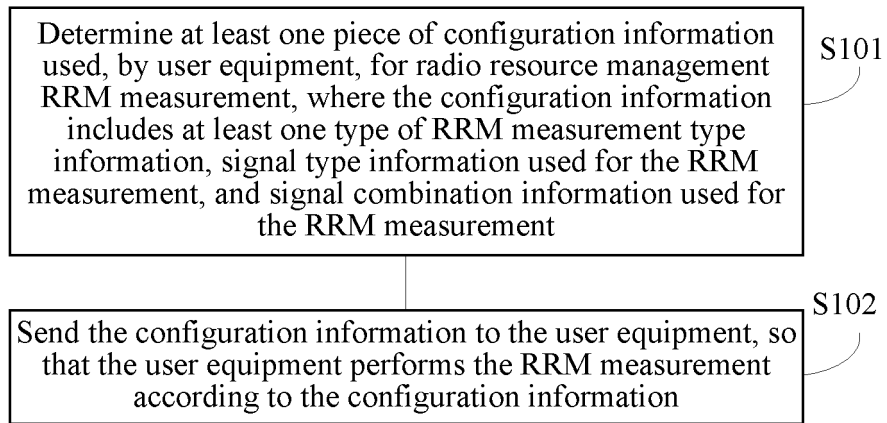 Determine at least one piece of configuration information
used, by user equipment, for radio resource management
RRM measurement, where the configuration information
includes at least one type of RRM measurement type
information, signal type information used for the RRM
measurement, and signal combination information used for
the RRM measurement
S101
Send the configuration information to the user equipment, so
that the user equipment performs the RRM measurement
according to the configuration information
S102